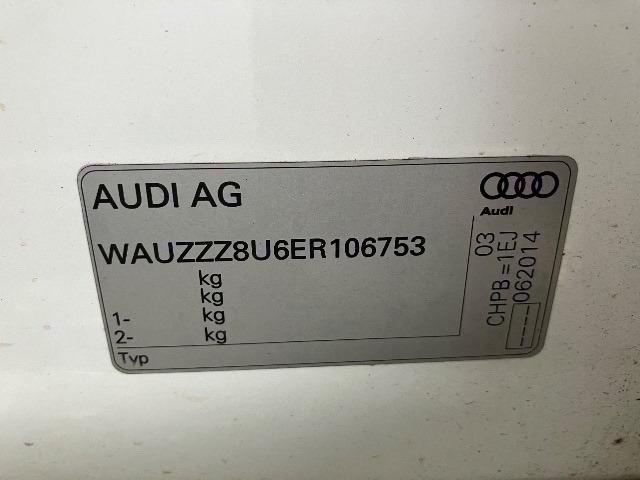 AUDI AG
Audi
WAUZZZ8U6ER106753
kg
kg
1- kg
2- kg
Typ
03
CHPB=1EJ
----062014